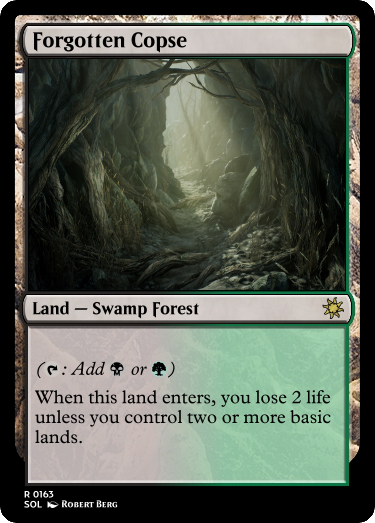 Forgotten Copse
Land — Swamp Forest
(: Add or )
When this land enters, you lose 2 life
unless you control two or more basic
lands.
R 0163
SOL Robert Berg